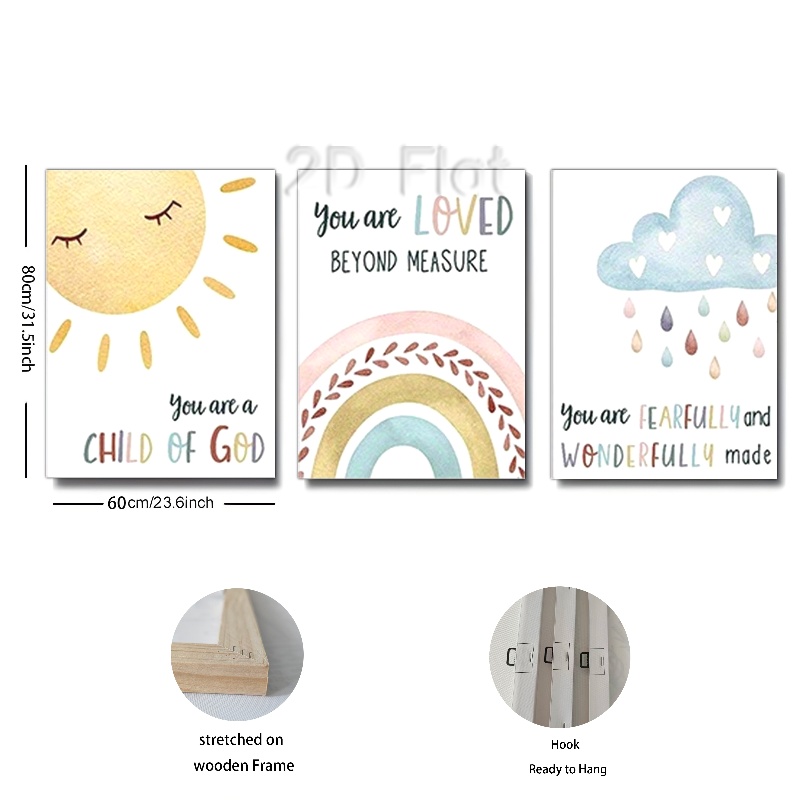 2D Flat
80cm/31.5inch
You are a
CHILD OF GOD
You are LOVED
BEYOND MEASURE
You are FEARFULLY and
WONDERFULLY made
60cm/23.6inch
stretched on
wooden Frame
Hook
Ready to Hang